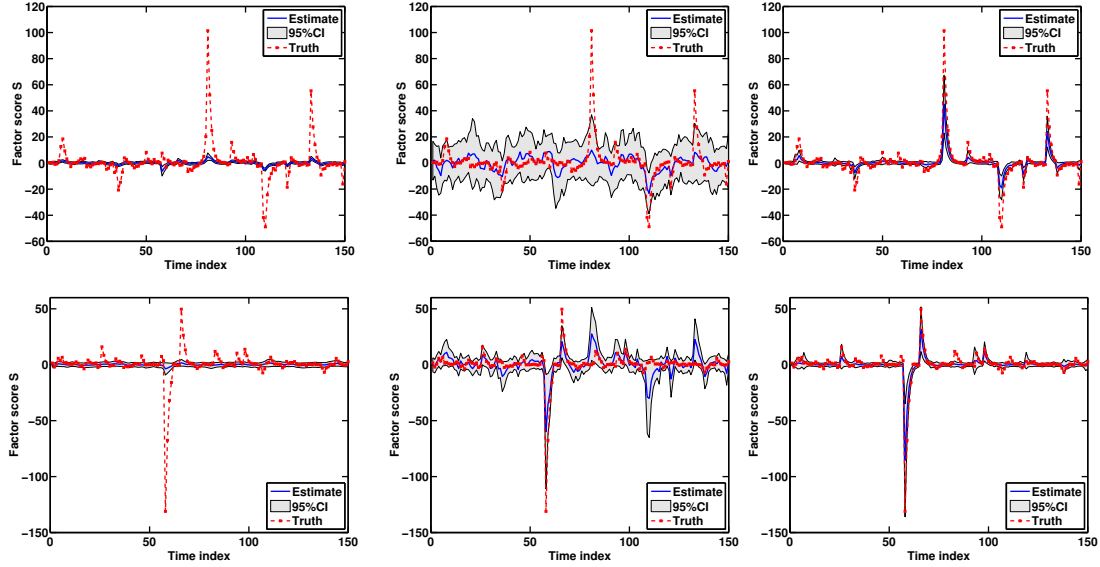 120
100
80
60
40
20
0
−20
−40
−60
Factor score S
0
50
100
150
Time index
Estimate
95%CI
Truth
120
100
80
60
40
20
0
−20
−40
−60
Factor score S
0
50
100
150
Time index
Estimate
95%CI
Truth
120
100
80
60
40
20
0
−20
−40
−60
Factor score S
0
50
100
150
Time index
Estimate
95%CI
Truth
50
0
−50
−100
−150
Factor score S
0
50
100
150
Time index
Estimate
95%CI
Truth
50
0
−50
−100
−150
Factor score S
0
50
100
150
Time index
Estimate
95%CI
Truth
50
0
−50
−100
−150
Factor score S
0
50
100
150
Time index
Estimate
95%CI
Truth